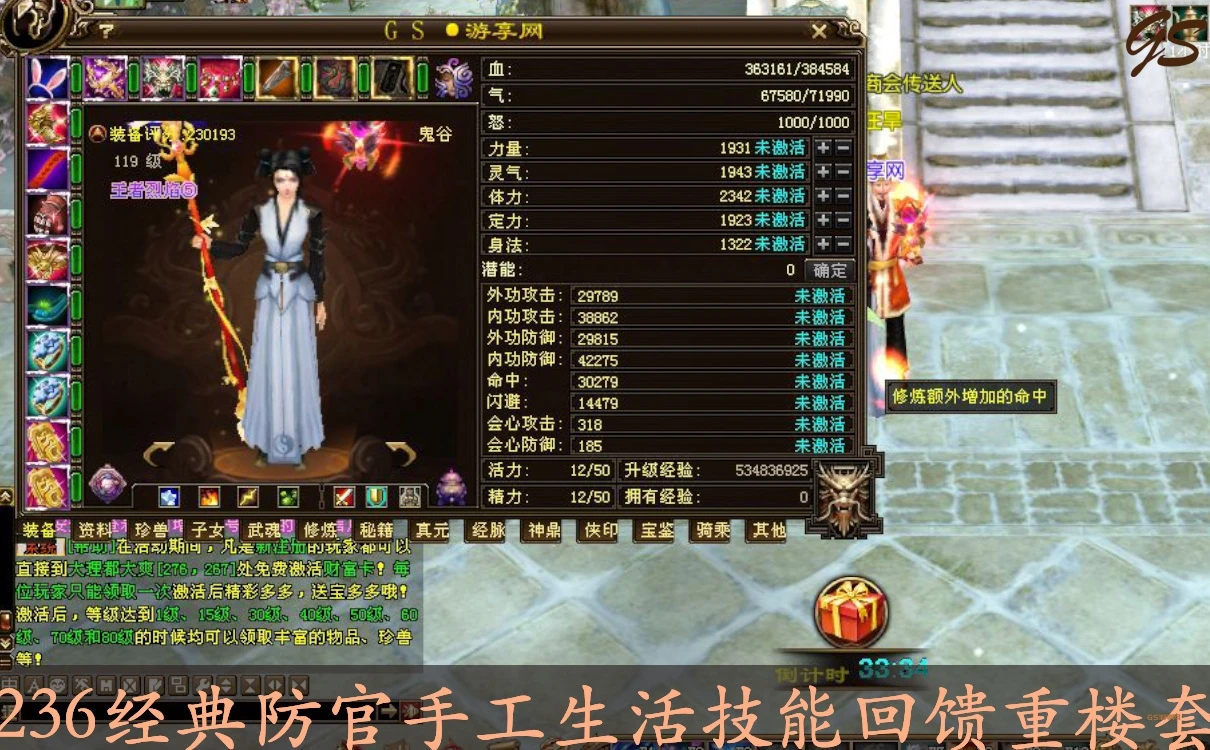 GS ●游享网
GS
血: 363161/384584
气: 67580/71990
怒: 1000/1000
力量: 1931 未激活 + -
灵气: 1943 未激活 + -
体力: 2342 未激活 + -
定力: 1923 未激活 + -
身法: 1322 未激活 + -
潜能: 0 确定
外功攻击: 29789 未激活
内功攻击: 38862 未激活
外功防御: 29815 未激活
内功防御: 42275 未激活
命中: 30279 未激活
闪避: 14479 未激活
会心攻击: 318 未激活
会心防御: 185 未激活
活力: 12/50 升级经验: 534836925
精力: 12/50 拥有经验: 0
装备评分:230193 鬼谷
119 级
王者烈焰⑤
商会传送人
王旱
享网
修炼额外增加的命中
装备 资料 珍兽 子女 武魂 修炼 秘籍 真元 经脉 神鼎 侠印 宝鉴 骑乘 其他
[帮助]在活动期间，凡是新注册的玩家都可以
直接到大理郡大爽[276，267]处免费激活财富卡！每
位玩家只能领取一次激活后精彩多多，送宝多多哦！
激活后，等级达到1级、15级、30级、40级、50级、60
级、70级和80级的时候均可以领取丰富的物品、珍兽
等！
倒计时 33:34
236经典防官手工生活技能回馈重楼套